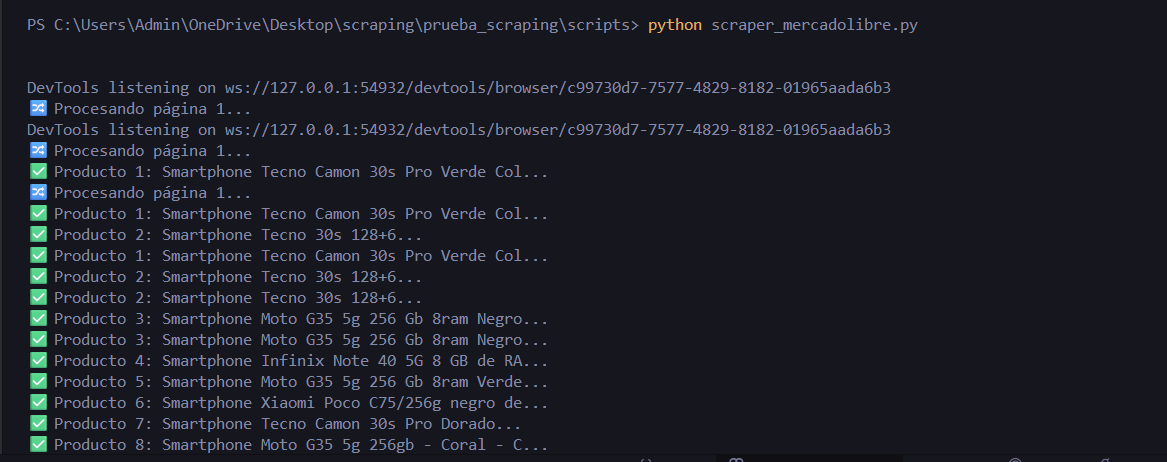 PS C:\Users\Admin\OneDrive\Desktop\scraping\prueba_scraping\scripts> python scraper_mercadolibre.py
DevTools listening on ws://127.0.0.1:54932/devtools/browser/c99730d7-7577-4829-8182-01965aada6b3
🔀 Procesando página 1...
DevTools listening on ws://127.0.0.1:54932/devtools/browser/c99730d7-7577-4829-8182-01965aada6b3
🔀 Procesando página 1...
✅ Producto 1: Smartphone Tecno Camon 30s Pro Verde Col...
🔀 Procesando página 1...
✅ Producto 1: Smartphone Tecno Camon 30s Pro Verde Col...
✅ Producto 2: Smartphone Tecno 30s 128+6...
✅ Producto 1: Smartphone Tecno Camon 30s Pro Verde Col...
✅ Producto 2: Smartphone Tecno 30s 128+6...
✅ Producto 2: Smartphone Tecno 30s 128+6...
✅ Producto 3: Smartphone Moto G35 5g 256 Gb 8ram Negro...
✅ Producto 3: Smartphone Moto G35 5g 256 Gb 8ram Negro...
✅ Producto 4: Smartphone Infinix Note 40 5G 8 GB de RA...
✅ Producto 5: Smartphone Moto G35 5g 256 Gb 8ram Verde...
✅ Producto 6: Smartphone Xiaomi Poco C75/256g negro de...
✅ Producto 7: Smartphone Tecno Camon 30s Pro Dorado...
✅ Producto 8: Smartphone Moto G35 5g 256gb - Coral - C...